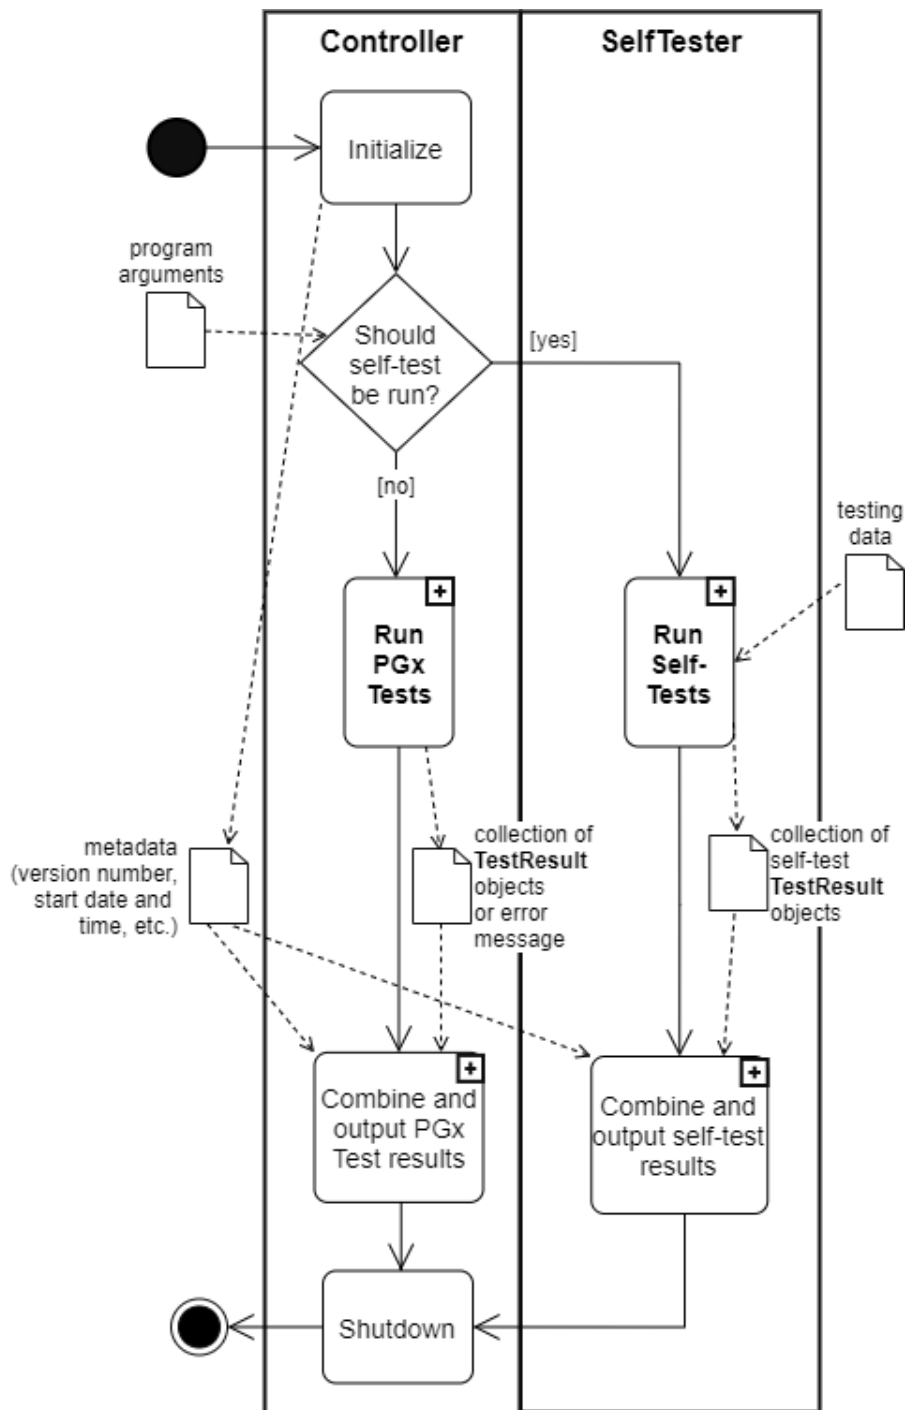 Controller
SelfTester
Initialize
program
arguments
Should
self-test
be run?
[yes]
[no]
testing
data
Run
PGx
Tests
Run
Self-
Tests
metadata
(version number,
start date and
time, etc.)
collection of
TestResult
objects
or error
message
collection of
self-test
TestResult
objects
Combine and
output PGx
Test results
Combine and
output self-test
results
Shutdown